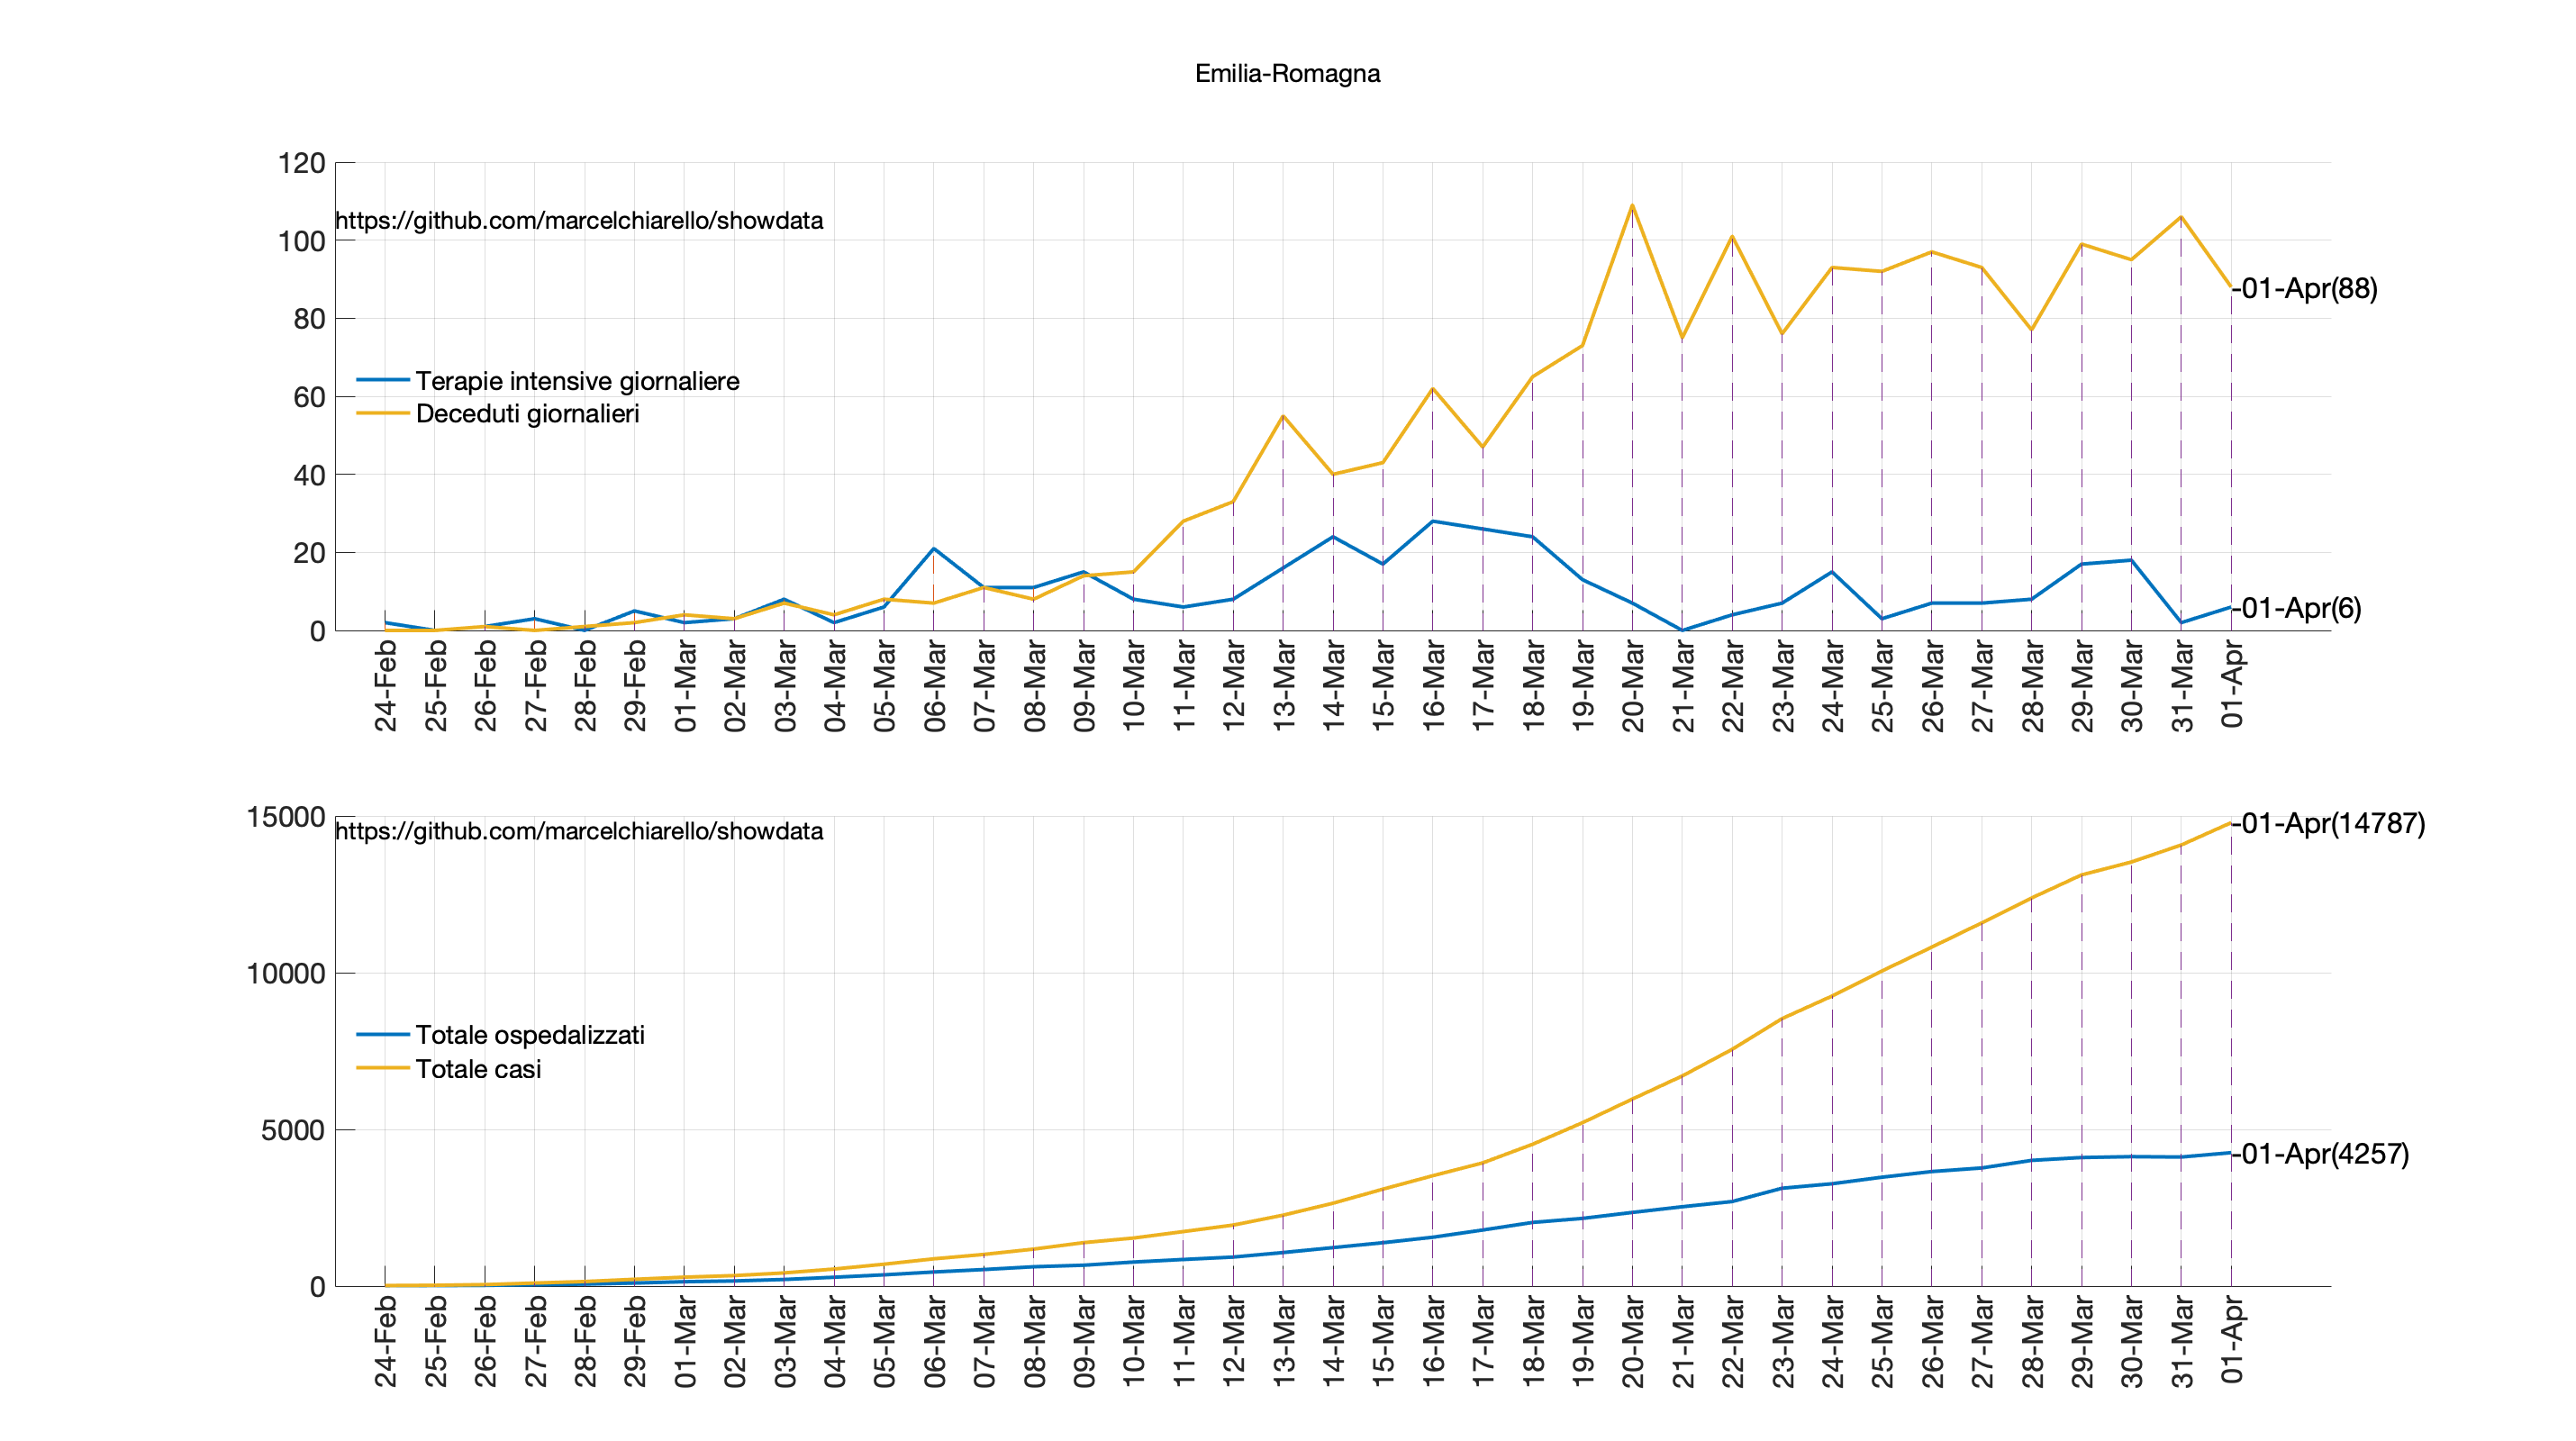 Emilia-Romagna
120
https://github.com/marcelchiarello/showdata
100
-01-Apr(88)
80
Terapie intensive giornaliere
60
Deceduti giornalieri
40
20
-01-Apr(6)
0
24-Feb 25-Feb 26-Feb 27-Feb 28-Feb 29-Feb 01-Mar 02-Mar 03-Mar 04-Mar 05-Mar 06-Mar 07-Mar 08-Mar 09-Mar 10-Mar 11-Mar 12-Mar 13-Mar 14-Mar 15-Mar 16-Mar 17-Mar 18-Mar 19-Mar 20-Mar 21-Mar 22-Mar 23-Mar 24-Mar 25-Mar 26-Mar 27-Mar 28-Mar 29-Mar 30-Mar 31-Mar 01-Apr
15000
https://github.com/marcelchiarello/showdata
-01-Apr(14787)
10000
Totale ospedalizzati
Totale casi
5000
-01-Apr(4257)
0
24-Feb 25-Feb 26-Feb 27-Feb 28-Feb 29-Feb 01-Mar 02-Mar 03-Mar 04-Mar 05-Mar 06-Mar 07-Mar 08-Mar 09-Mar 10-Mar 11-Mar 12-Mar 13-Mar 14-Mar 15-Mar 16-Mar 17-Mar 18-Mar 19-Mar 20-Mar 21-Mar 22-Mar 23-Mar 24-Mar 25-Mar 26-Mar 27-Mar 28-Mar 29-Mar 30-Mar 31-Mar 01-Apr